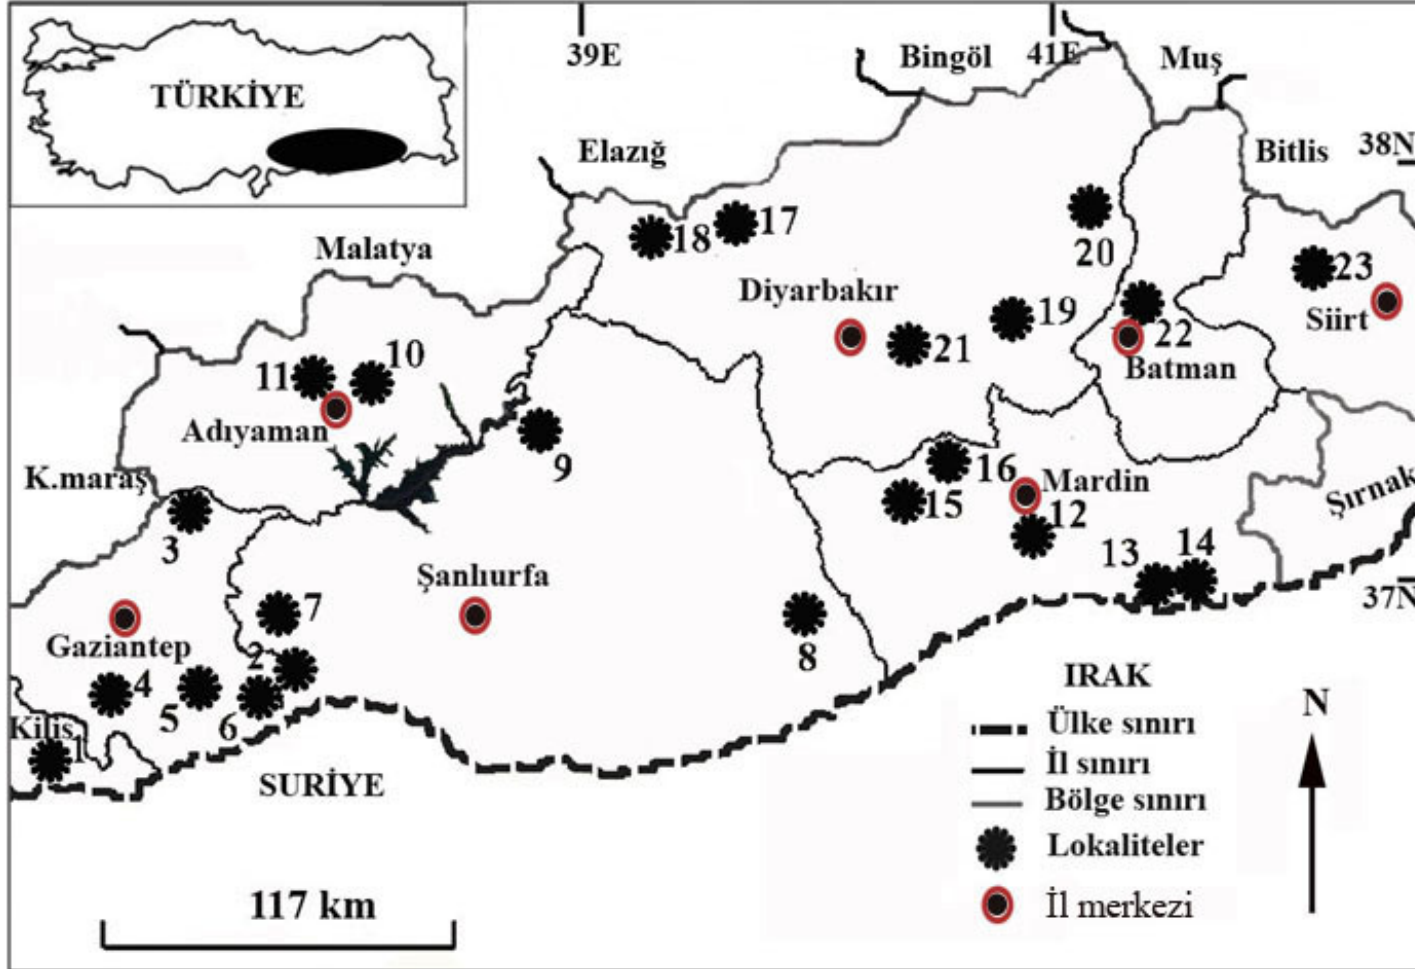 TÜRKİYE
39E
41E
Bingöl
Muş
Elazığ
Bitlis
38N
Malatya
18
17
20
23
Diyarbakır
19
Siirt
22
21
Batman
11
10
Adıyaman
9
K.maraş
3
16
Mardin
15
12
Şırnak
13
14
Şanlıurfa
37N
7
Gaziantep
2
8
4
5
6
Kilis
1
SURİYE
IRAK
Ülke sınırı
İl sınırı
Bölge sınırı
Lokaliteler
İl merkezi
N
117 km